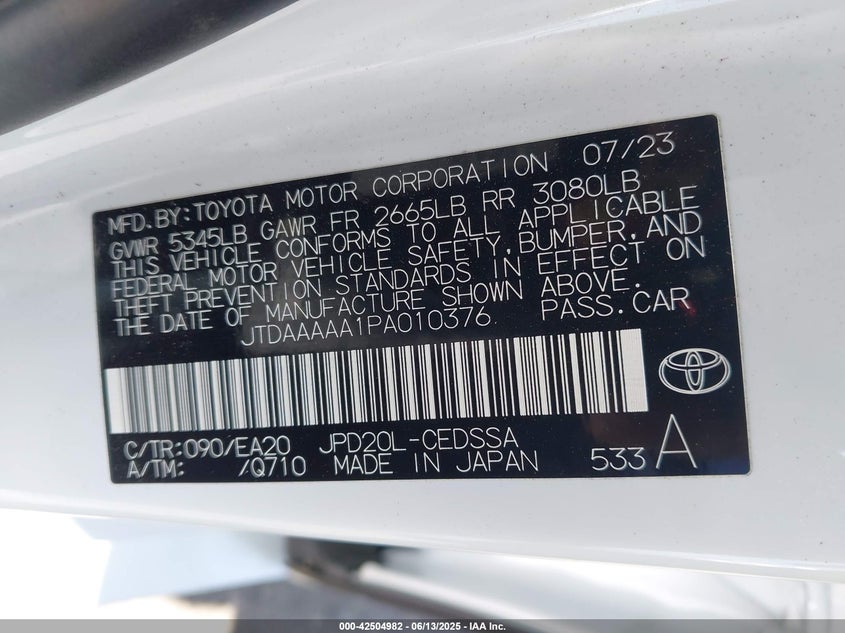 MFD.BY:TOYOTA MOTOR CORPORATION 07/23
GVWR 5345LB GAWR FR 2665LB RR 3080LB
THIS VEHICLE CONFORMS TO ALL APPLICABLE
FEDERAL MOTOR VEHICLE SAFETY,BUMPER,AND
THEFT PREVENTION STANDARDS IN EFFECT ON
THE DATE OF MANUFACTURE SHOWN ABOVE.
JTDAAAAA1PA010376 PASS.CAR
C/TR:090/EA20 JPD20L-CEDSSA
A/TM: /Q710 MADE IN JAPAN 533 A
000-42504982 / 06/13/2025 - IAA Inc.